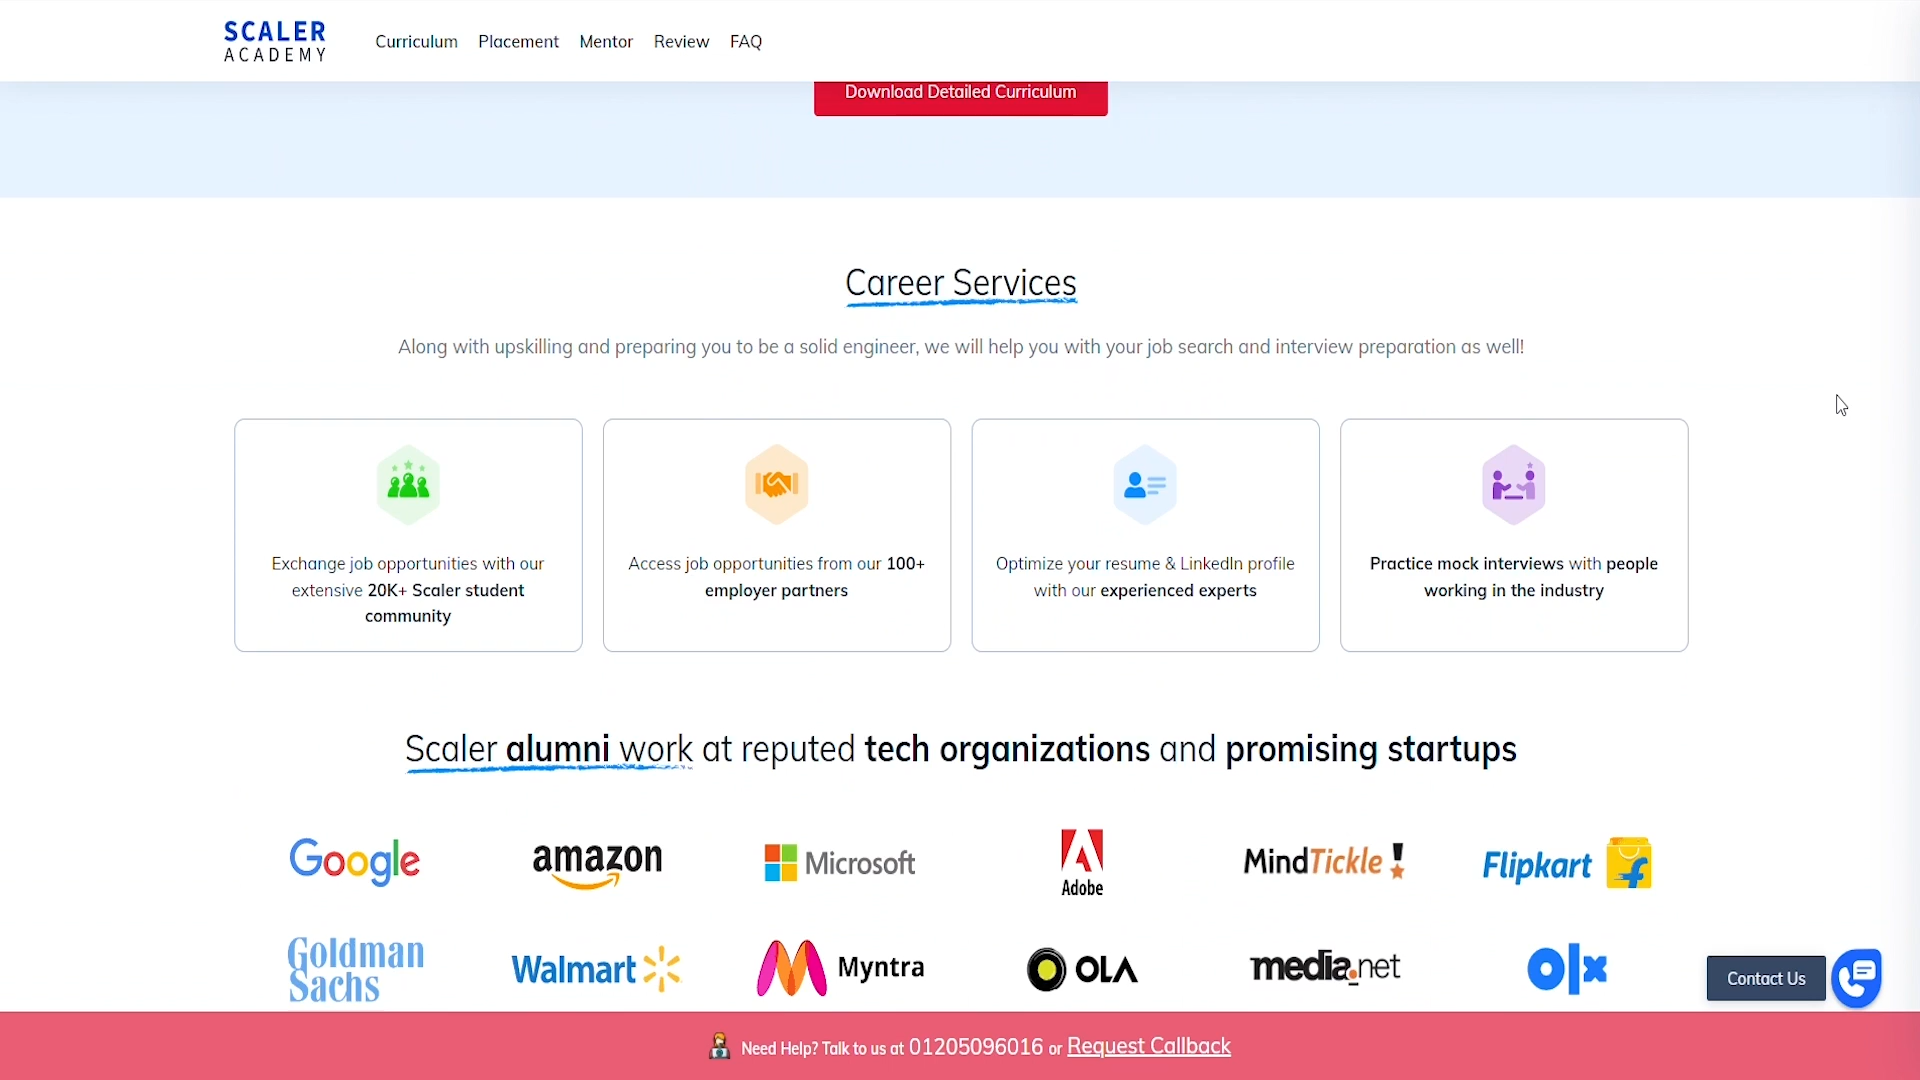 SCALER
ACADEMY
Curriculum Placement Mentor Review FAQ
Download Detailed Curriculum
Career Services
Along with upskilling and preparing you to be a solid engineer, we will help you with your job search and interview preparation as well!
Exchange job opportunities with our
extensive 20K+ Scaler student
community
Access job opportunities from our 100+
employer partners
Optimize your resume & LinkedIn profile
with our experienced experts
Practice mock interviews with people
working in the industry
Scaler alumni work at reputed tech organizations and promising startups
Google amazon Microsoft Adobe MindTickle! Flipkart
Goldman
Sachs
Walmart Myntra OLA media.net olx
Contact Us
Need Help? Talk to us at 01205096016 or Request Callback